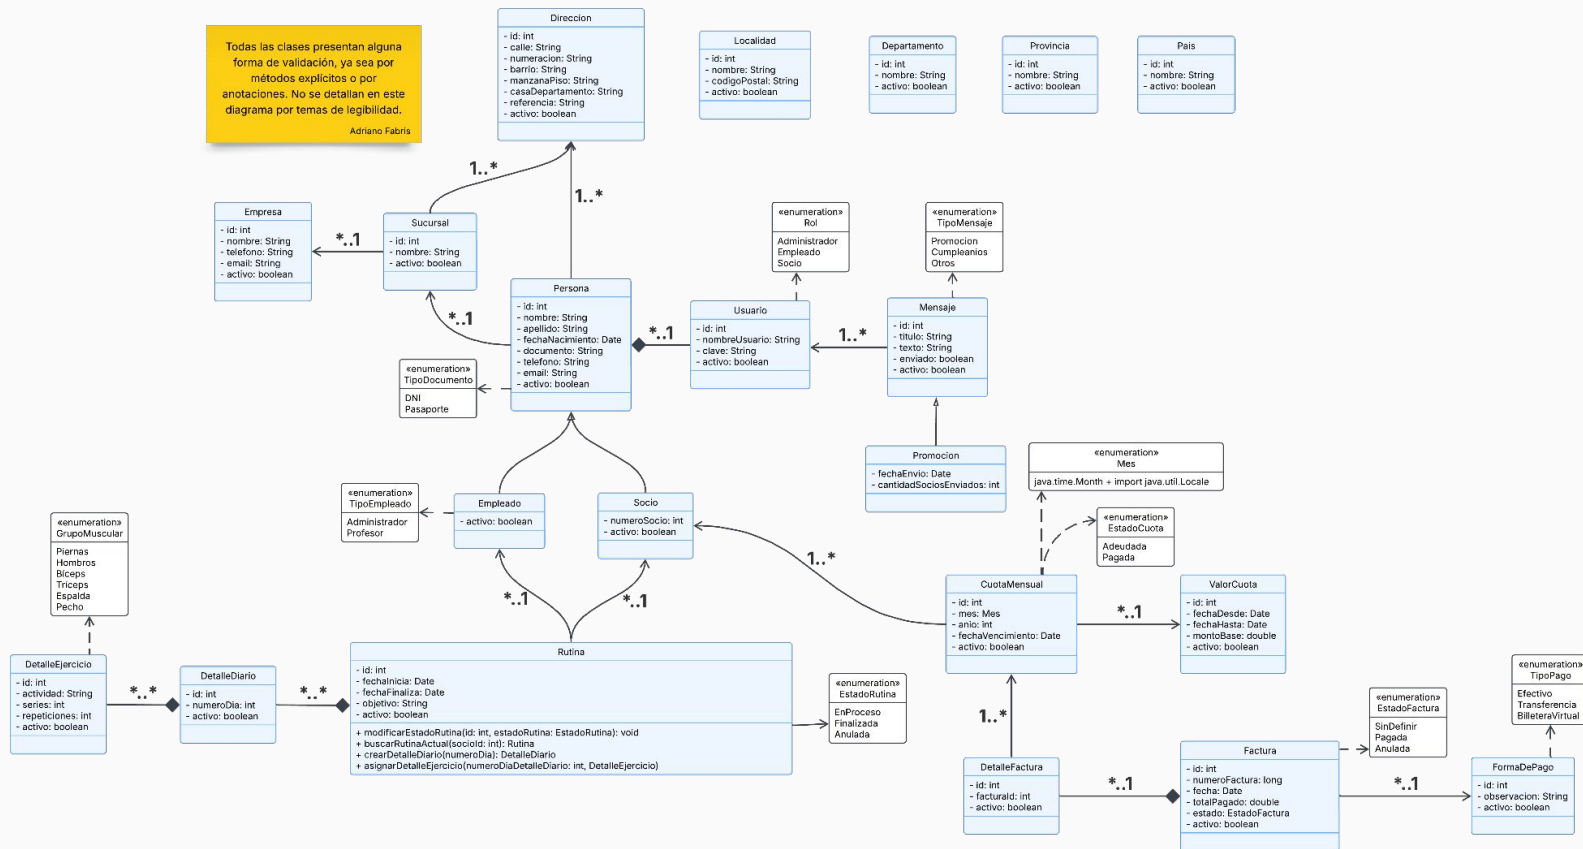 Todas las clases presentan alguna
forma de validación, ya sea por
métodos explícitos o por
anotaciones. No se detallan en este
diagrama por temas de legibilidad.
Adriano Fabris
Direccion
- id: int
- calle: String
- numeracion: String
- barrio: String
- manzanaPiso: String
- casaDepartamento: String
- referencia: String
- activo: boolean
Localidad
- id: int
- nombre: String
- codigoPostal: String
- activo: boolean
Departamento
- id: int
- nombre: String
- activo: boolean
Provincia
- id: int
- nombre: String
- activo: boolean
Pais
- id: int
- nombre: String
- activo: boolean
1..*
1..*
Empresa
- id: int
- nombre: String
- telefono: String
- email: String
- activo: boolean
*..1
Sucursal
- id: int
- nombre: String
- activo: boolean
*..1
Persona
- id: int
- nombre: String
- apellido: String
- fechaNacimiento: Date
- documento: String
- telefono: String
- email: String
- activo: boolean
*..1
«enumeration»
Rol
Administrador
Empleado
Socio
Usuario
- id: int
- nombreUsuario: String
- clave: String
- activo: boolean
1..*
«enumeration»
TipoMensaje
Promocion
Cumpleanios
Otros
Mensaje
- id: int
- titulo: String
- texto: String
- enviado: boolean
- activo: boolean
«enumeration»
TipoDocumento
DNI
Pasaporte
Promocion
- fechaEnvio: Date
- cantidadSociosEnviados: int
«enumeration»
Mes
java.time.Month + import java.util.Locale
«enumeration»
TipoEmpleado
Administrador
Profesor
Empleado
- activo: boolean
Socio
- numeroSocio: int
- activo: boolean
«enumeration»
EstadoCuota
Adeudada
Pagada
«enumeration»
GrupoMuscular
Piernas
Hombros
Bíceps
Triceps
Espalda
Pecho
*..1
*..1
1..*
CuotaMensual
- id: int
- mes: Mes
- anio: int
- fechaVencimiento: Date
- activo: boolean
*..1
ValorCuota
- id: int
- fechaDesde: Date
- fechaHasta: Date
- montoBase: double
- activo: boolean
DetalleEjercicio
- id: int
- actividad: String
- series: int
- repeticiones: int
- activo: boolean
*..*
DetalleDiario
- id: int
- numeroDia: int
- activo: boolean
*..*
Rutina
- id: int
- fechaInicia: Date
- fechaFinaliza: Date
- objetivo: String
- activo: boolean
+ modificarEstadoRutina(id: int, estadoRutina: EstadoRutina): void
+ buscarRutinaActual(socioId: int): Rutina
+ crearDetalleDiario(numeroDia): DetalleDiario
+ asignarDetalleEjercicio(numeroDiaDetalleDiario: int, DetalleEjercicio)
«enumeration»
EstadoRutina
EnProceso
Finalizada
Anulada
1..*
DetalleFactura
- id: int
- facturaId: int
- activo: boolean
*..1
Factura
- id: int
- numeroFactura: long
- fecha: Date
- totalPagado: double
- estado: EstadoFactura
- activo: boolean
«enumeration»
EstadoFactura
SinDefinir
Pagada
Anulada
*..1
«enumeration»
TipoPago
Efectivo
Transferencia
BilleteraVirtual
FormaDePago
- id: int
- observacion: String
- activo: boolean